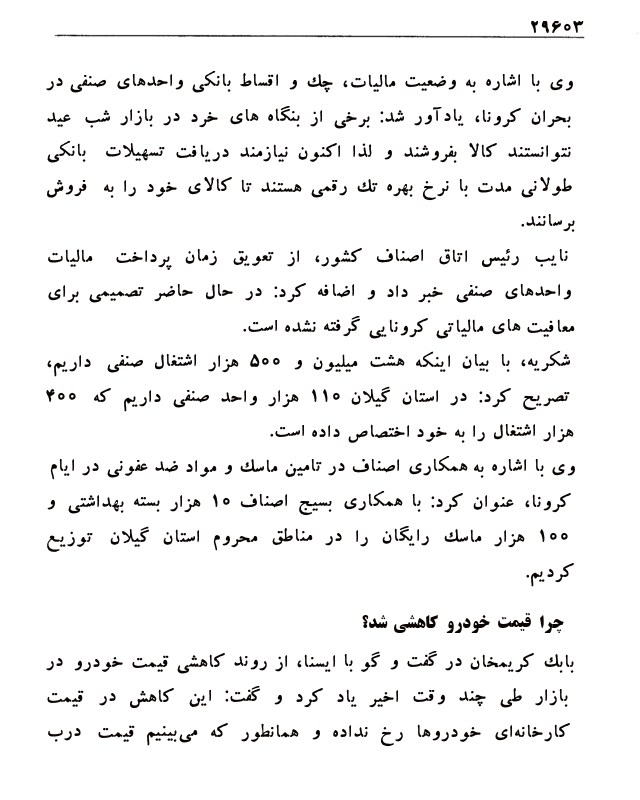 ۲۹۶۰۳
وی با اشاره به وضعیت مالیات، چك و اقساط بانکی واحدهای صنفی در
بحران کرونا، یادآور شد: برخی از بنگاه های خرد در بازار شب عید
نتوانستند کالا بفروشند و لذا اکنون نیازمند دریافت تسهیلات بانکی
طولانی مدت با نرخ بهره تك رقمی هستند تا کالای خود را به فروش
برسانند.
نایب رئیس اتاق اصناف کشور، از تعویق زمان پرداخت مالیات
واحدهای صنفی خبر داد و اضافه کرد: در حال حاضر تصمیمی برای
معافیت های مالیاتی کرونایی گرفته نشده است.
شکریه، با بیان اینکه هشت میلیون و ۵۰۰ هزار اشتغال صنفی داریم،
تصریح کرد: در استان گیلان ۱۱۰ هزار واحد صنفی داریم که ۴۰۰
هزار اشتغال را به خود اختصاص داده است.
وی با اشاره به همکاری اصناف در تامین ماسك و مواد ضد عفونی در ایام
کرونا، عنوان کرد: با همکاری بسیج اصناف ۱۰ هزار بسته بهداشتی و
۱۰۰ هزار ماسك رایگان را در مناطق محروم استان گیلان توزیع
کردیم.
چرا قیمت خودرو کاهشی شد؟
بابك کریمخان در گفت و گو با ایسنا، از روند کاهشی قیمت خودرو در
بازار طی چند وقت اخیر یاد کرد و گفت: این کاهش در قیمت
کارخانه‌ای خودروها رخ نداده و همانطور که می‌بینیم قیمت درب